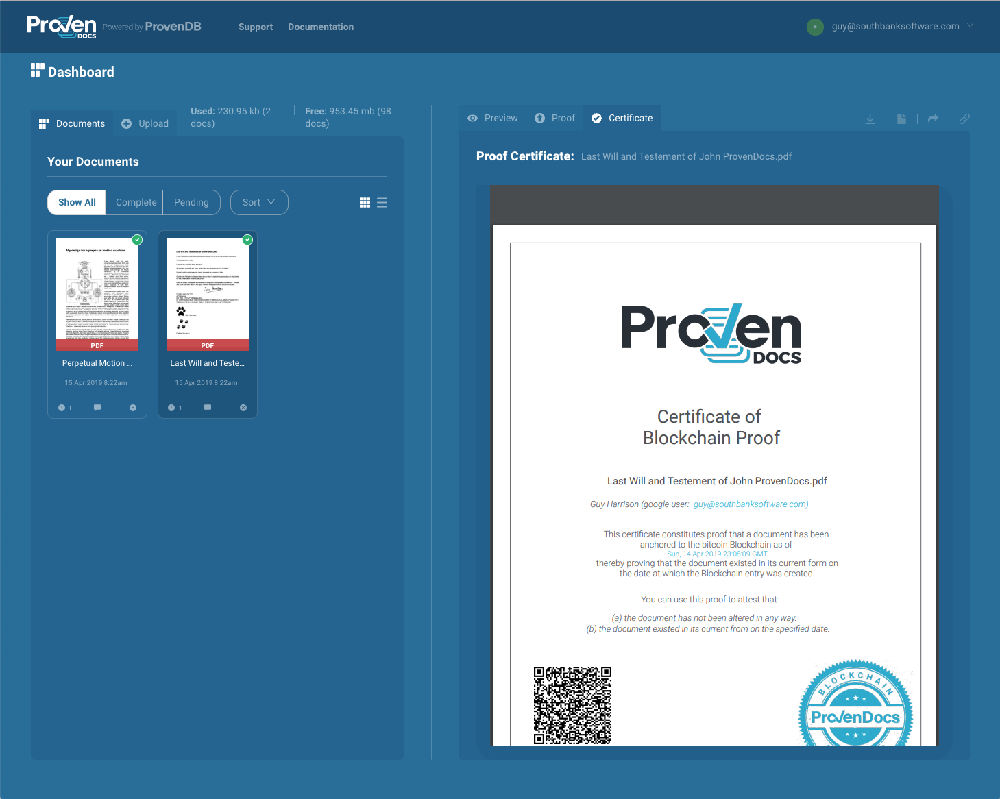 Proven DOCS Powered by ProvenDB Support Documentation guy@southbanksoftware.com
Dashboard
Documents Upload
Used: 230.95 kb (2
docs)
Free: 953.45 mb (98
docs)
Your Documents
Show All Complete Pending Sort
My design for a perpetual motion machine
PDF
Perpetual Motion ...
15 Apr 2019 8:22am
1
Last Will and Testament of John ProvenDocs
PDF
Last Will and Teste...
15 Apr 2019 8:22am
1
Preview Proof Certificate
Proof Certificate: Last Will and Testement of John ProvenDocs.pdf
Proven
DOCS
Certificate of
Blockchain Proof
Last Will and Testement of John ProvenDocs.pdf
Guy Harrison (google user: guy@southbanksoftware.com)
This certificate constitutes proof that a document has been
anchored to the bitcoin Blockchain as of
Sun, 14 Apr 2019 23:08:09 GMT
thereby proving that the document existed in its current form on
the date at which the Blockchain entry was created.
You can use this proof to attest that:
(a) the document has not been altered in any way.
(b) the document existed in its current from on the specified date.
BLOCKCHAIN
ProvenDocs